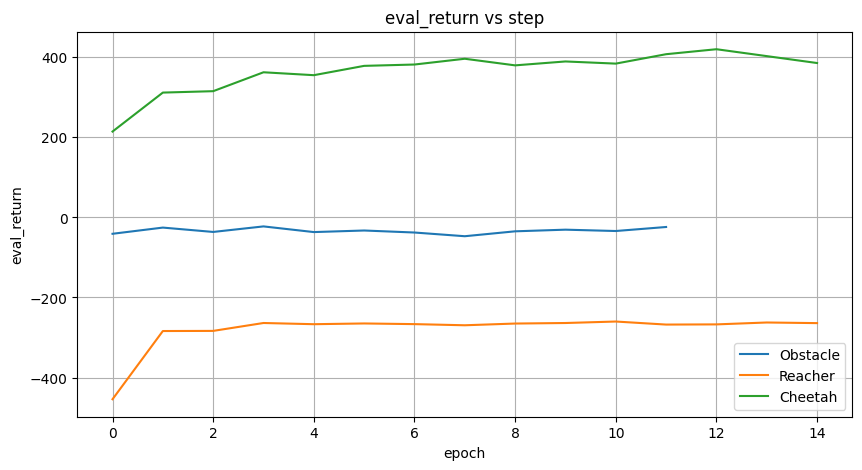 eval_return vs step
eval_return
400
200
0
−200
−400
0 2 4 6 8 10 12 14
epoch
Obstacle
Reacher
Cheetah